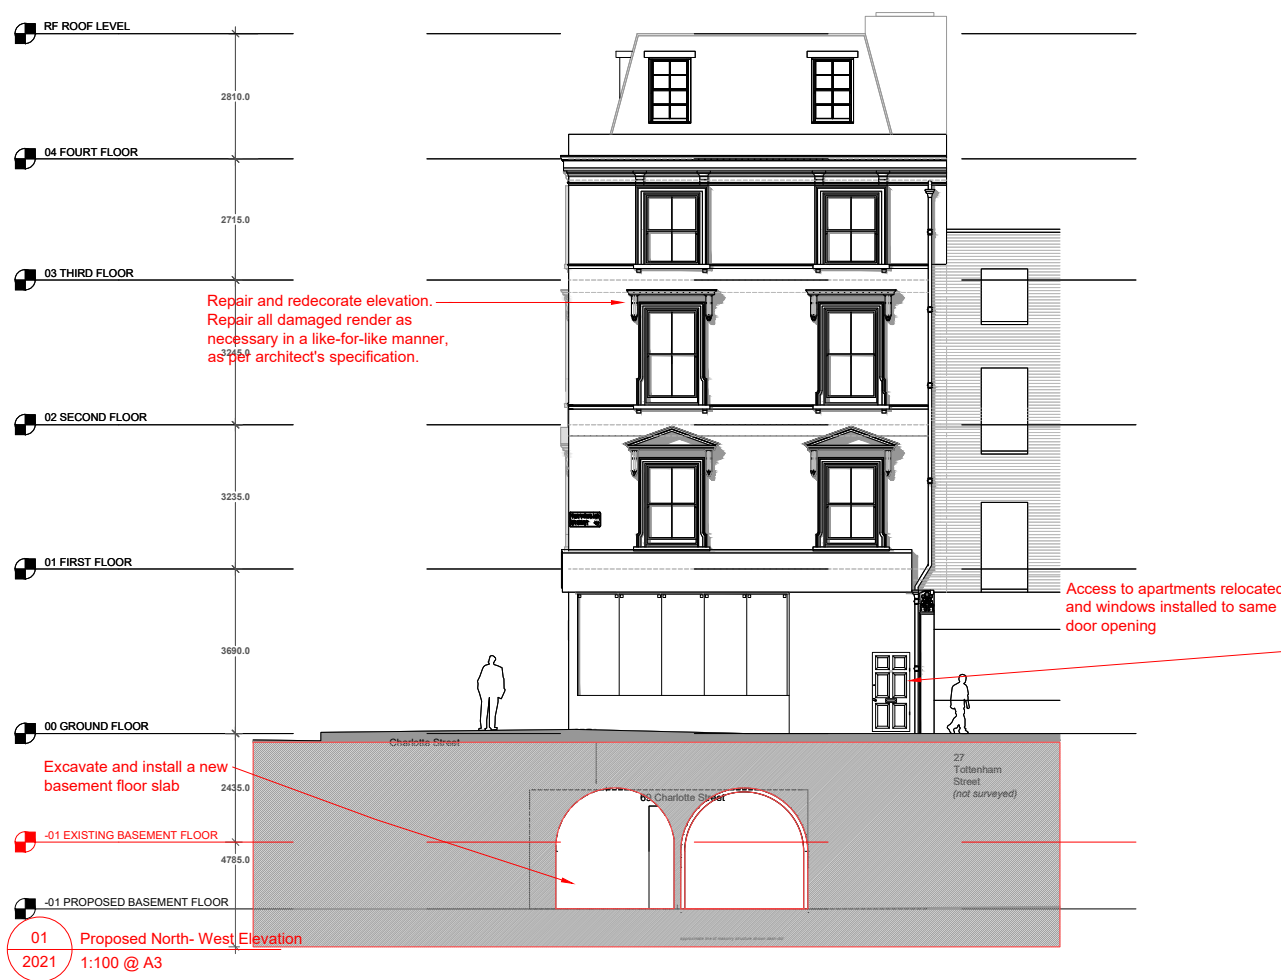 RF ROOF LEVEL
2810.0
04 FOURT FLOOR
2715.0
03 THIRD FLOOR
Repair and redecorate elevation.
Repair all damaged render as
necessary in a like-for-like manner,
as per architect's specification.
3245.0
02 SECOND FLOOR
3235.0
01 FIRST FLOOR
Access to apartments relocated
and windows installed to same
door opening
3690.0
00 GROUND FLOOR
Charlotte Street
Excavate and install a new
basement floor slab
2435.0
27
Tottenham
Street
(not surveyed)
69 Charlotte Street
-01 EXISTING BASEMENT FLOOR
4785.0
-01 PROPOSED BASEMENT FLOOR
01
2021
Proposed North- West Elevation
1:100 @ A3